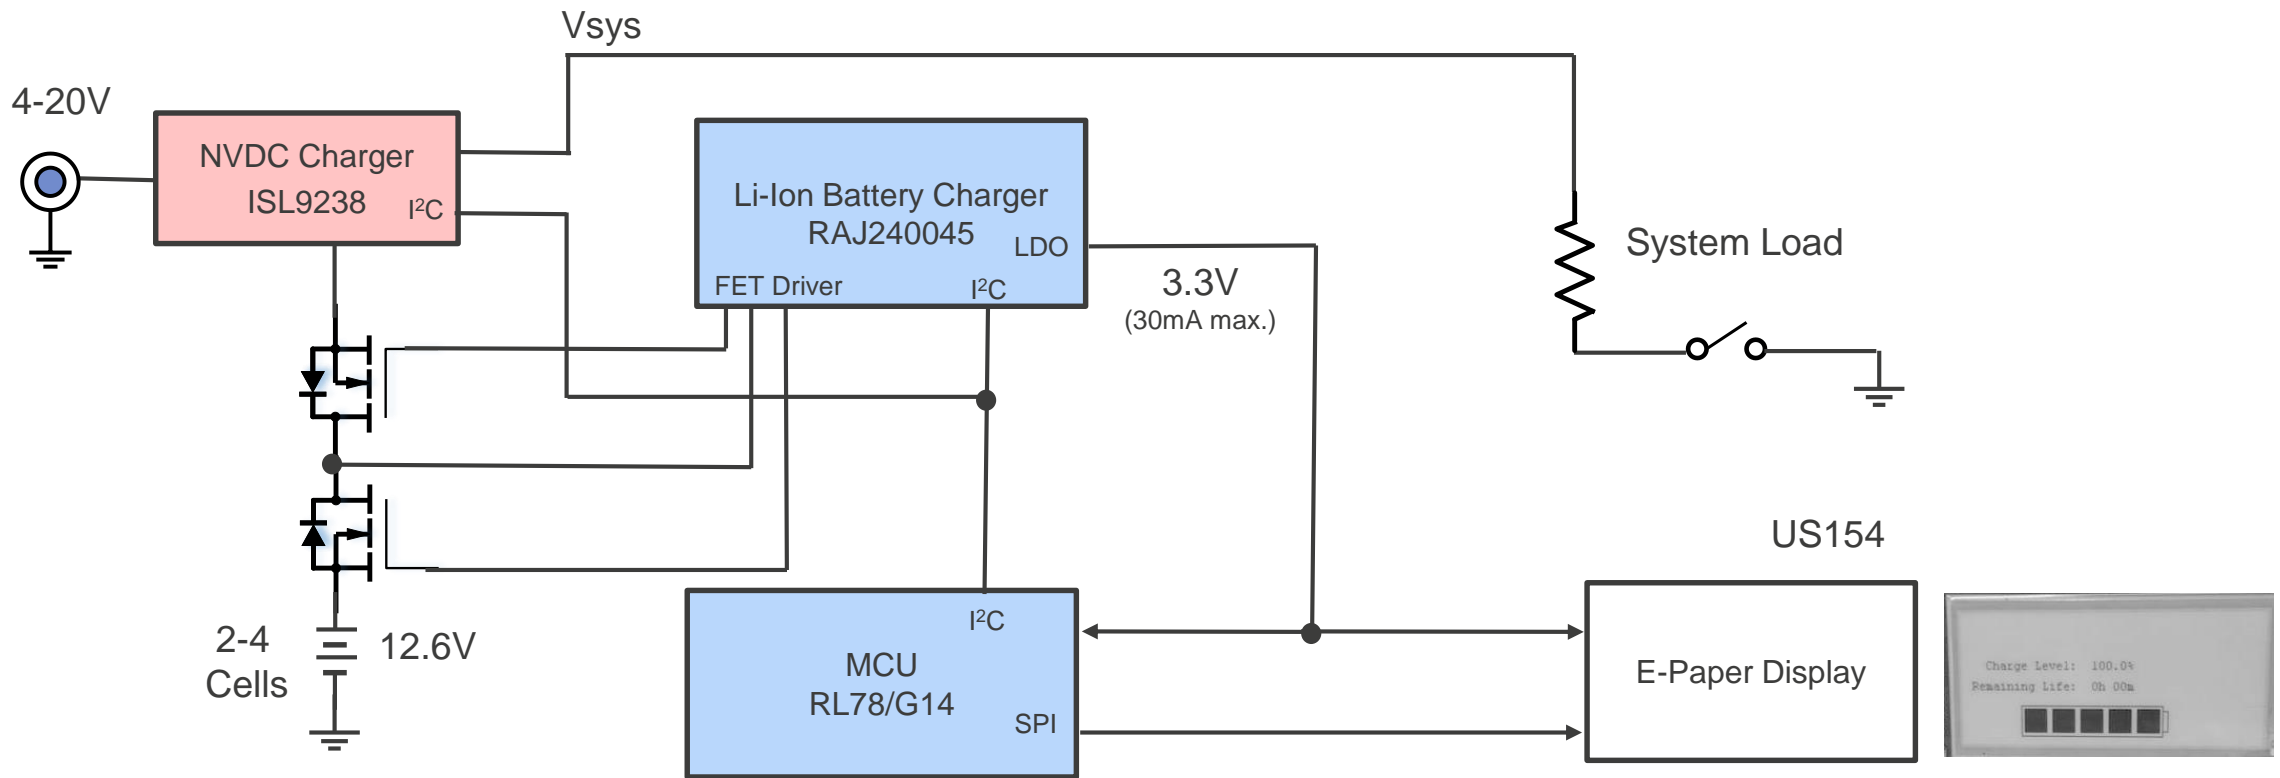 Vsys
4-20V
NVDC Charger
ISL9238
I²C
Li-Ion Battery Charger
RAJ240045
LDO
FET Driver
I²C
3.3V
(30mA max.)
System Load
2-4
Cells
12.6V
I²C
MCU
RL78/G14
SPI
US154
E-Paper Display
Charge Level: 100.0%
Remaining Life: 0h 00m